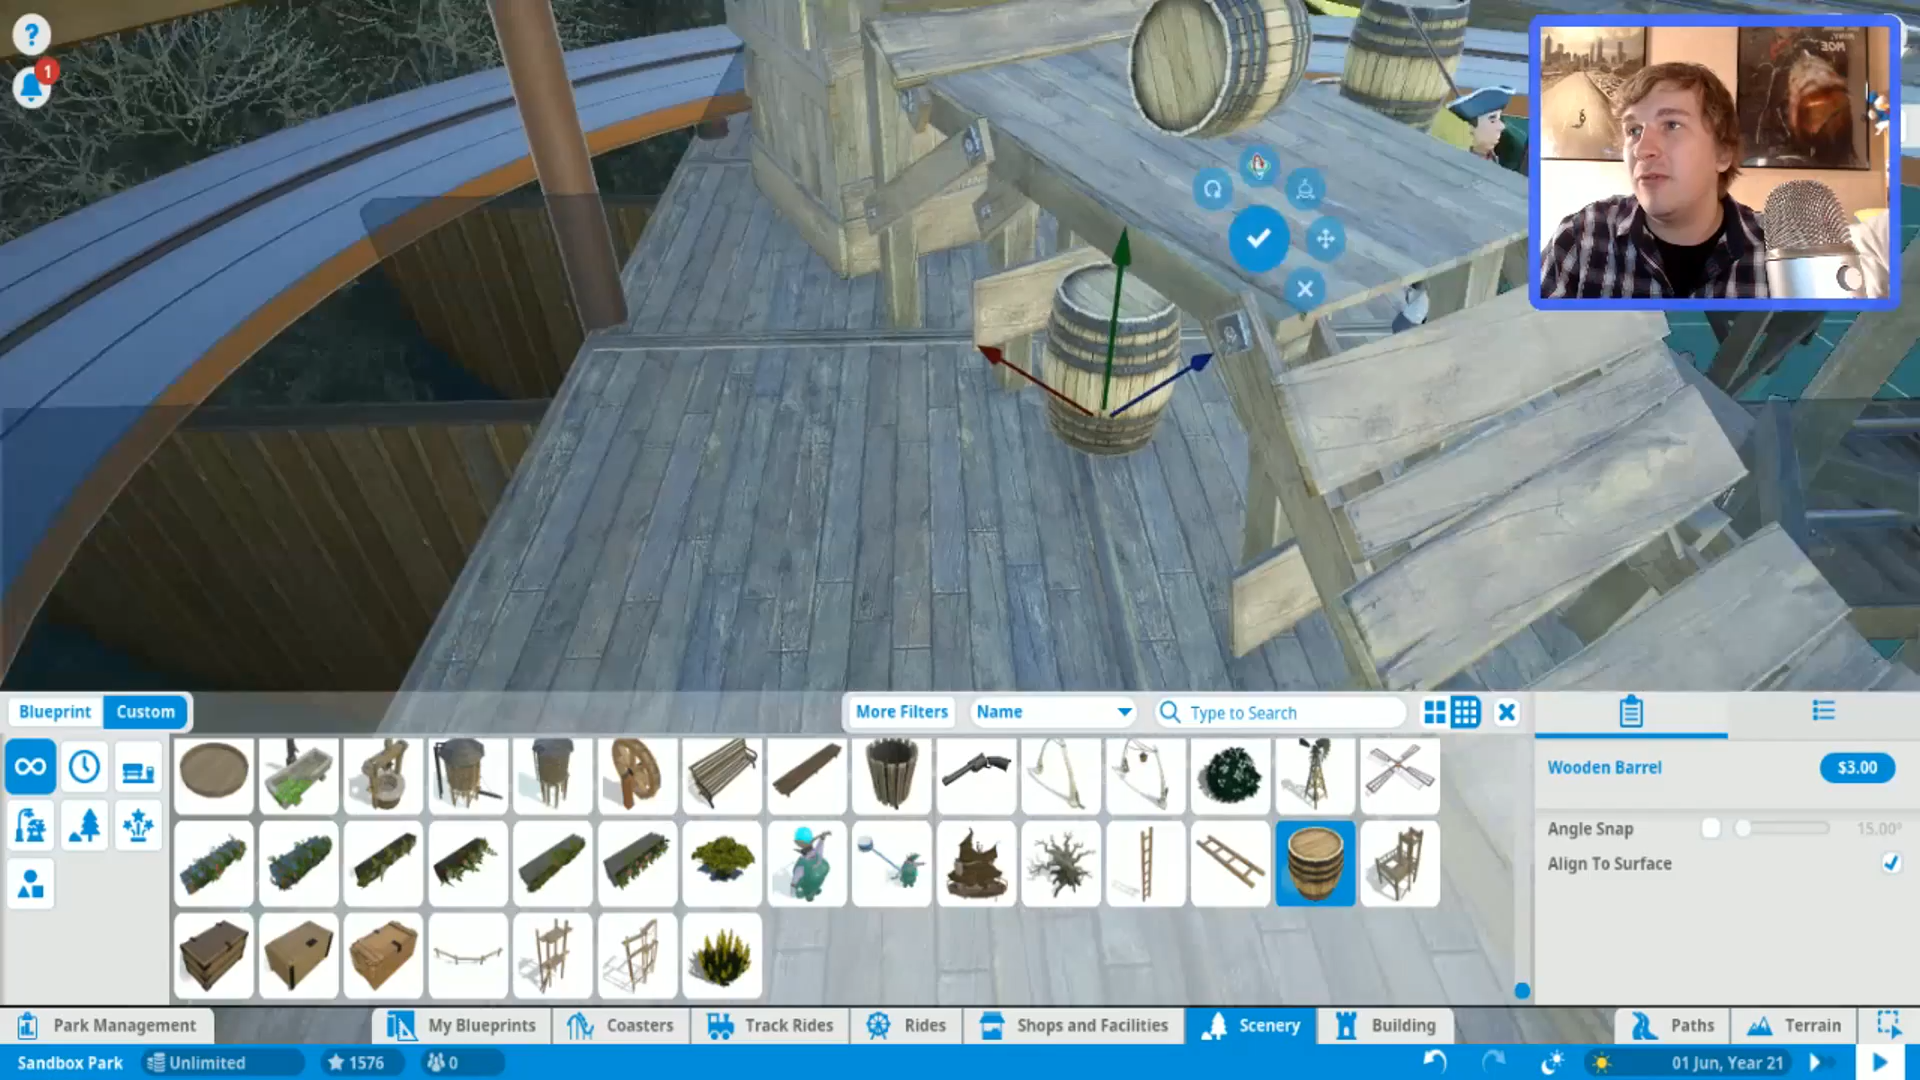 ?
1
Blueprint Custom More Filters Name Type to Search
Wooden Barrel $3.00
Angle Snap 15.00°
Align To Surface
Park Management My Blueprints Coasters Track Rides Rides Shops and Facilities Scenery Building Paths Terrain
Sandbox Park Unlimited 1576 0 01 Jun, Year 21